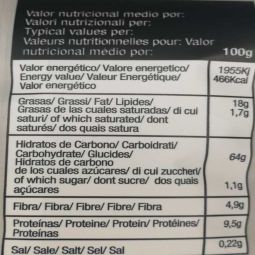 Valor nutricional medio por:
Valori nutrizionali per:
Typical values per:
Valeurs nutritionnelles pour: Valor
nutricional médio por: 100g
Valor energético/ Valore energetico/ 1955Kj
Energy value/ Valeur Energétique/ 466Kcal
Valor energético
Grasas/ Grassi/ Fat/ Lipides/ 18g
Grasas de las cuales saturadas/ di cui 1,7g
saturi/ of which saturated/ dont
saturés/ dos quais satura
Hidratos de Carbono/ Carboidrati/
Carbohydrate/ Glucides/ 64g
Hidratos de carbono
de los cuales azúcares/ di cui zuccheri/
of which sugar/ dont sucre/ dos quais 1,1g
açúcares
Fibra/ Fibra/ Fibre/ Fibre/ Fibra 4,9g
Proteínas/ Proteine/ Protein/ Protéines/ 9,5g
Proteínas
Sal/ Sale/ Salt/ Sel/ Sal 0,22g